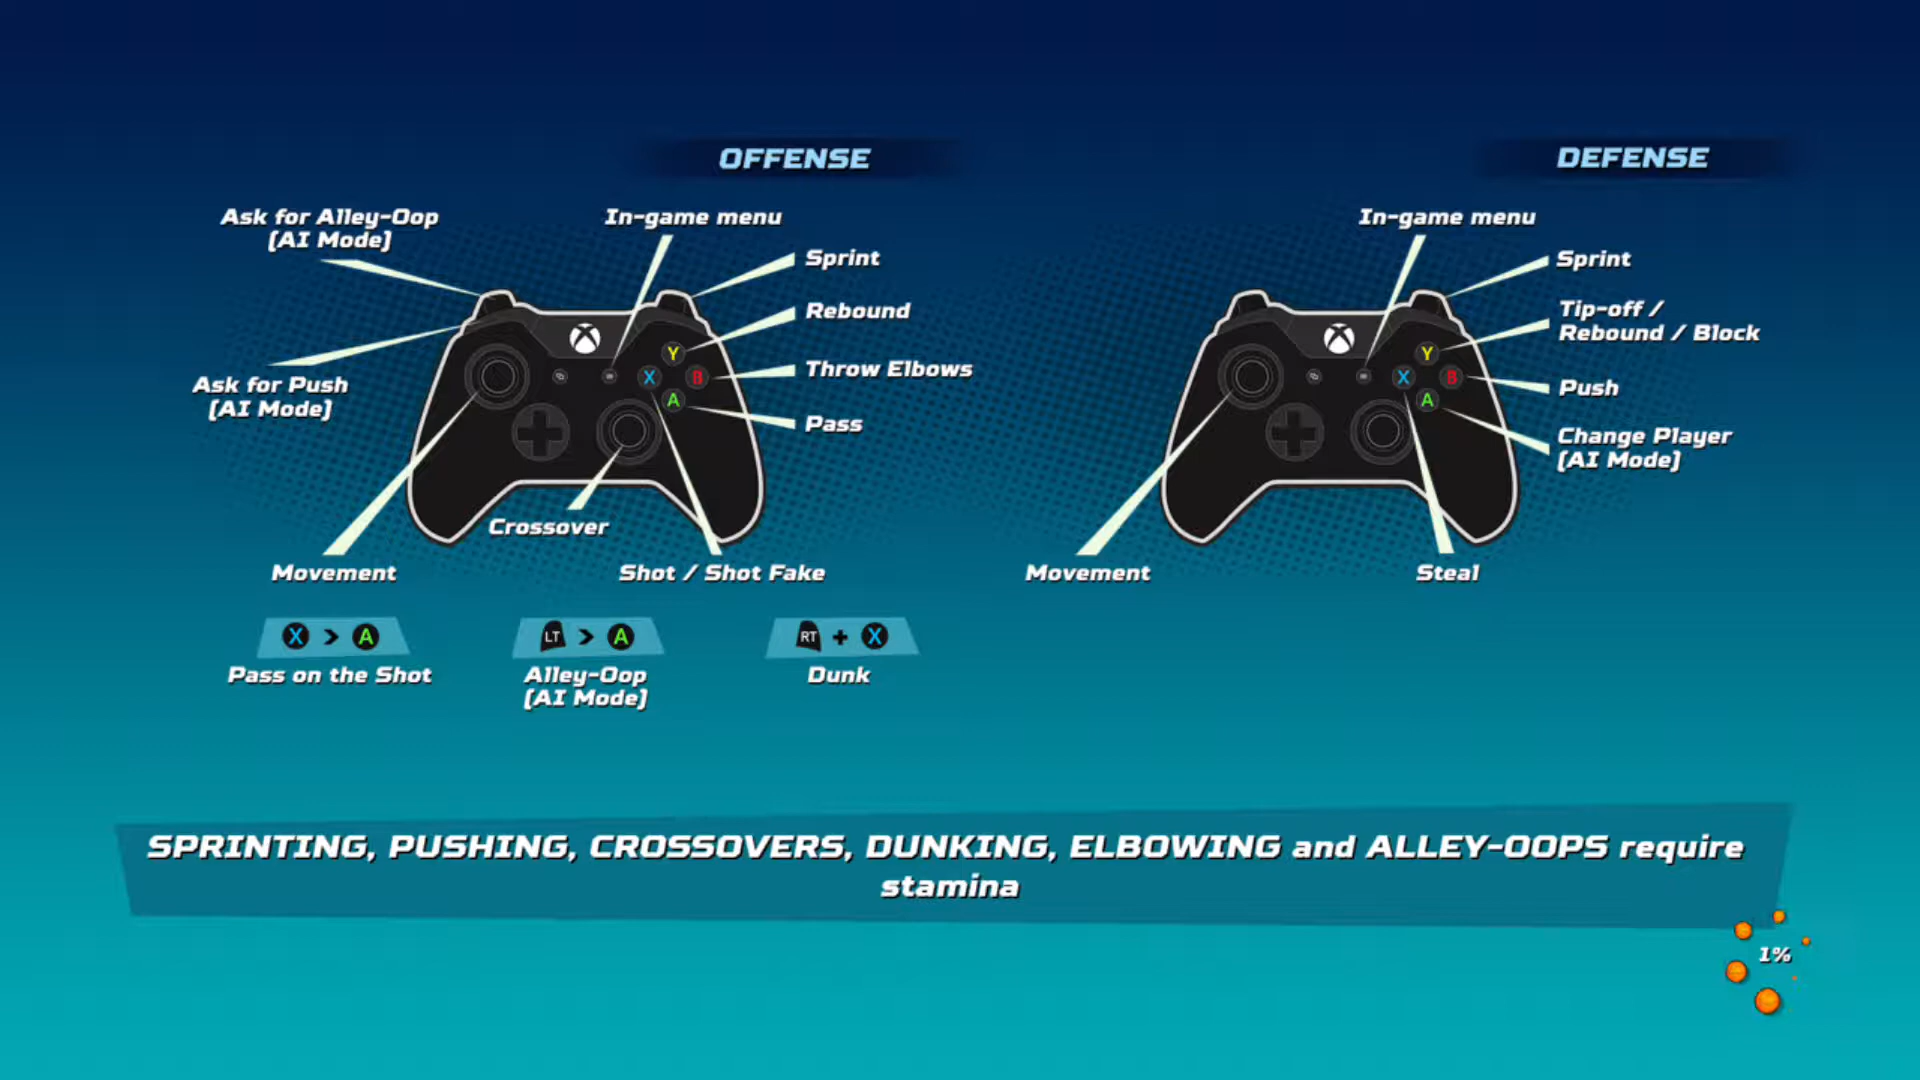 OFFENSE
Ask for Alley-Oop
[AI Mode]
In-game menu
Sprint
Rebound
Throw Elbows
Pass
Ask for Push
[AI Mode]
Y
X
B
A
Crossover
Movement
Shot / Shot Fake
X > A
Pass on the Shot
LT > A
Alley-Oop
[AI Mode]
RT + X
Dunk
DEFENSE
In-game menu
Sprint
Tip-off /
Rebound / Block
Push
Change Player
[AI Mode]
Y
X
B
A
Movement
Steal
SPRINTING, PUSHING, CROSSOVERS, DUNKING, ELBOWING and ALLEY-OOPS require
stamina
1%